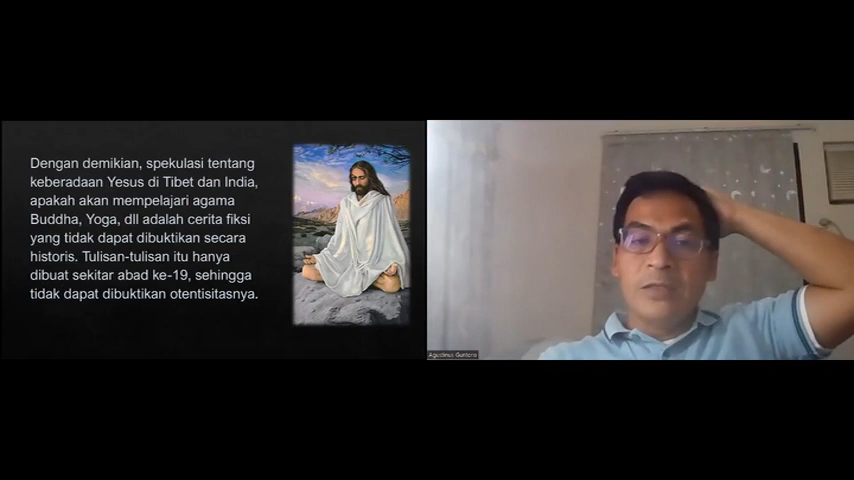 Dengan demikian, spekulasi tentang
keberadaan Yesus di Tibet dan India,
apakah akan mempelajari agama
Buddha, Yoga, dll adalah cerita fiksi
yang tidak dapat dibuktikan secara
historis. Tulisan-tulisan itu hanya
dibuat sekitar abad ke-19, sehingga
tidak dapat dibuktikan otentisitasnya.
Agustinus Guntoro